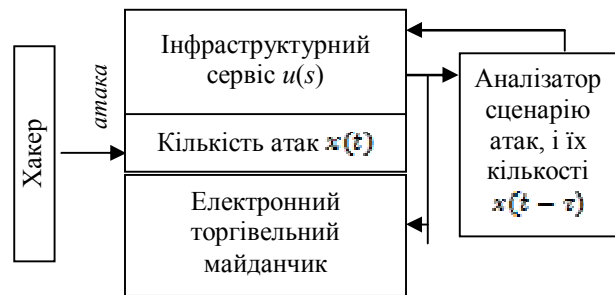 Хакер
атака
Інфраструктурний
сервіс u(s)
Кількість атак x(t)
Електронний
торгівельний
майданчик
Аналізатор
сценарію
атак, і їх
кількості
x(t − τ)